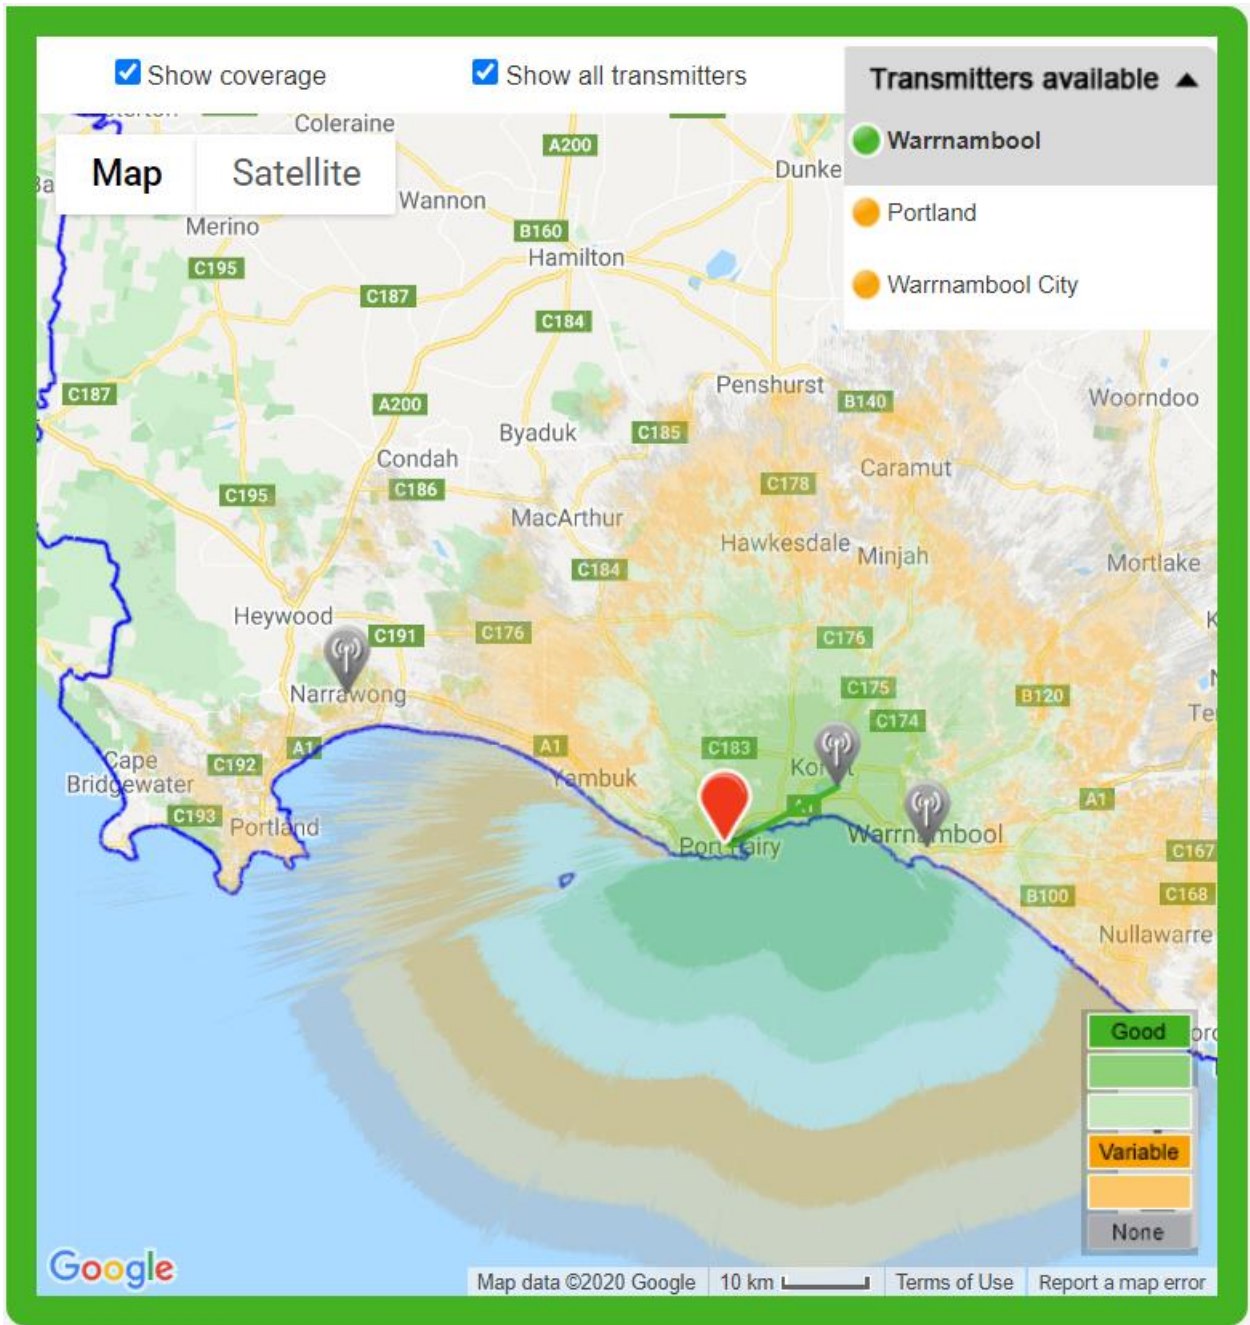 Show coverage
Show all transmitters
Transmitters available
Warrnambool
Portland
Warrnambool City
Map
Satellite
Coleraine
A200
Dunke
Wannon
Merino
B160
Hamilton
C195
C187
C184
C187
A200
Penshurst
B140
Woorndoo
Byaduk
C185
Condah
Caramut
C186
C178
C195
MacArthur
Hawkesdale
Minjah
Mortlake
C184
Heywood
C191
C176
C176
Narrawong
C175
B120
C174
A1
A1
C183
Cape
Bridgewater
C192
Yambuk
A1
C193
Portland
Warrnambool
Port Fairy
C167
B100
C168
Nullawarre
Good
Variable
None
Google
Map data ©2020 Google
10 km
Terms of Use
Report a map error